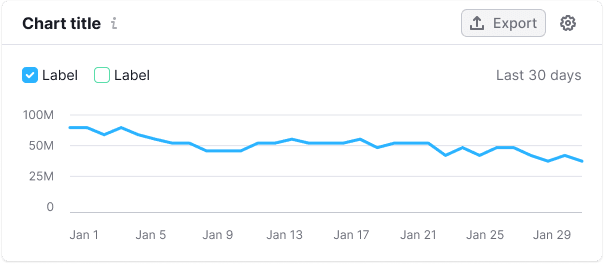 Chart title i Export
Label Label Last 30 days
100M
50M
25M
0
Jan 1 Jan 5 Jan 9 Jan 13 Jan 17 Jan 21 Jan 25 Jan 29